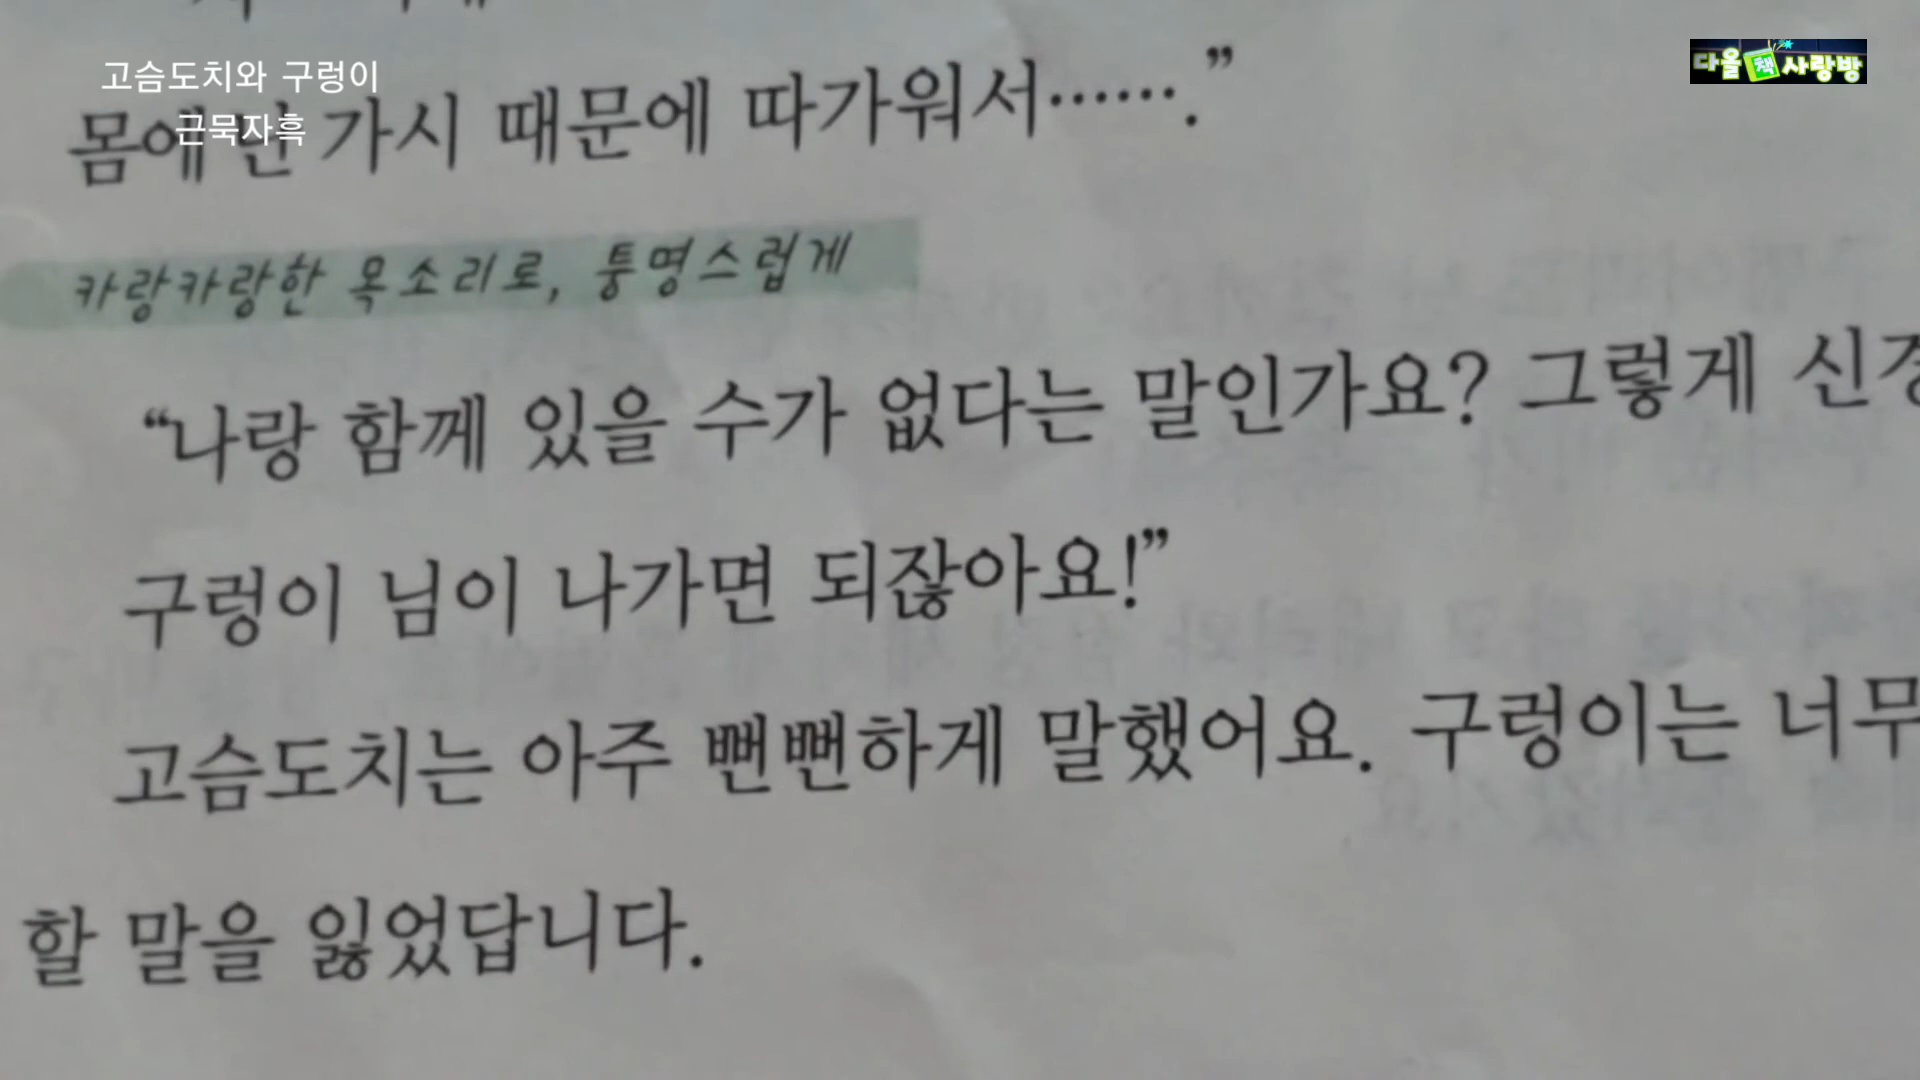 고슴도치와 구렁이
근묵자흑
다올 책 사랑방
몸에 난 가시 때문에 따가워서……."
카랑카랑한 목소리로, 퉁명스럽게
"나랑 함께 있을 수가 없다는 말인가요? 그렇게
구렁이 님이 나가면 되잖아요!"
고슴도치는 아주 뻔뻔하게 말했어요. 구렁이는 너무
할 말을 잃었답니다.